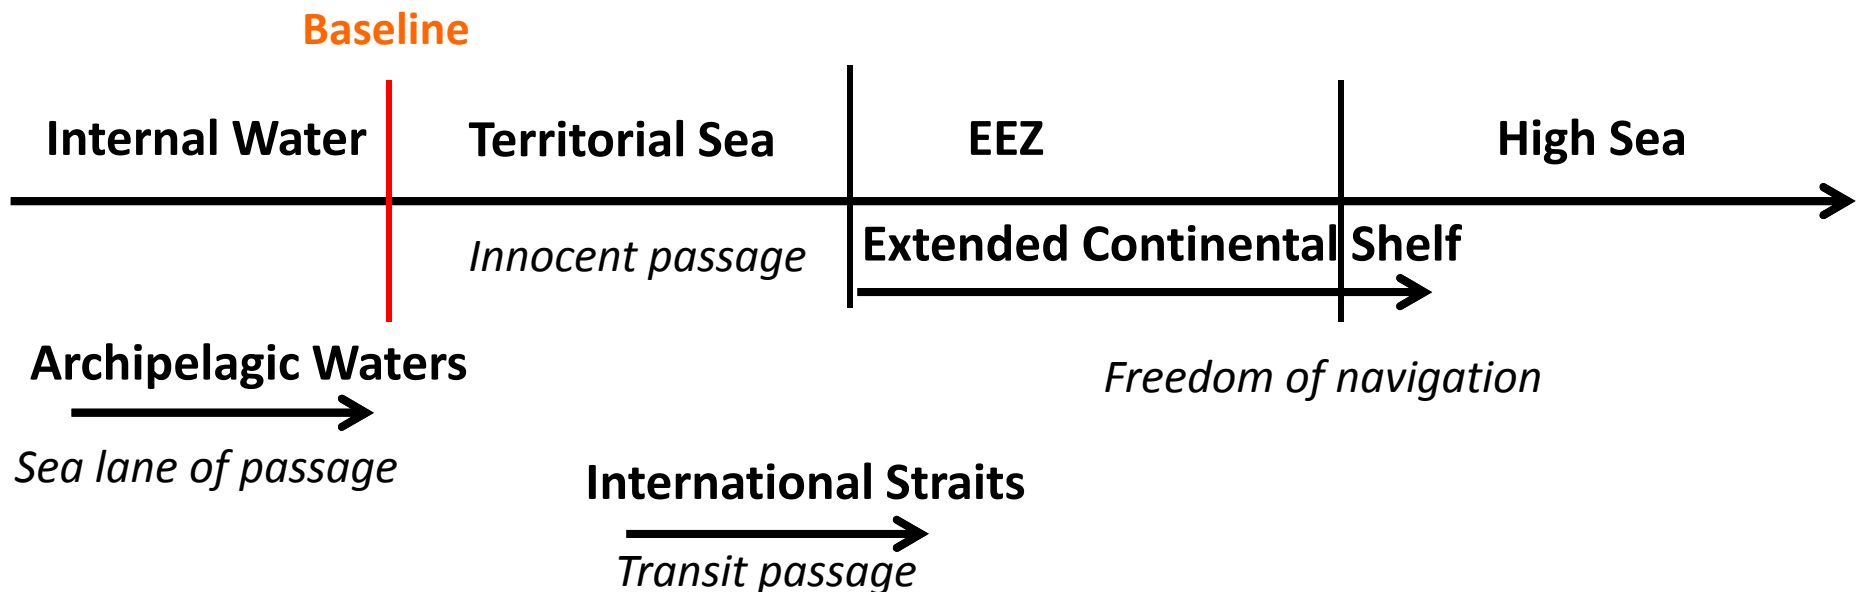 Baseline
Internal Water
Territorial Sea
EEZ
High Sea
Innocent passage
Extended Continental Shelf
Archipelagic Waters
Freedom of navigation
Sea lane of passage
International Straits
Transit passage